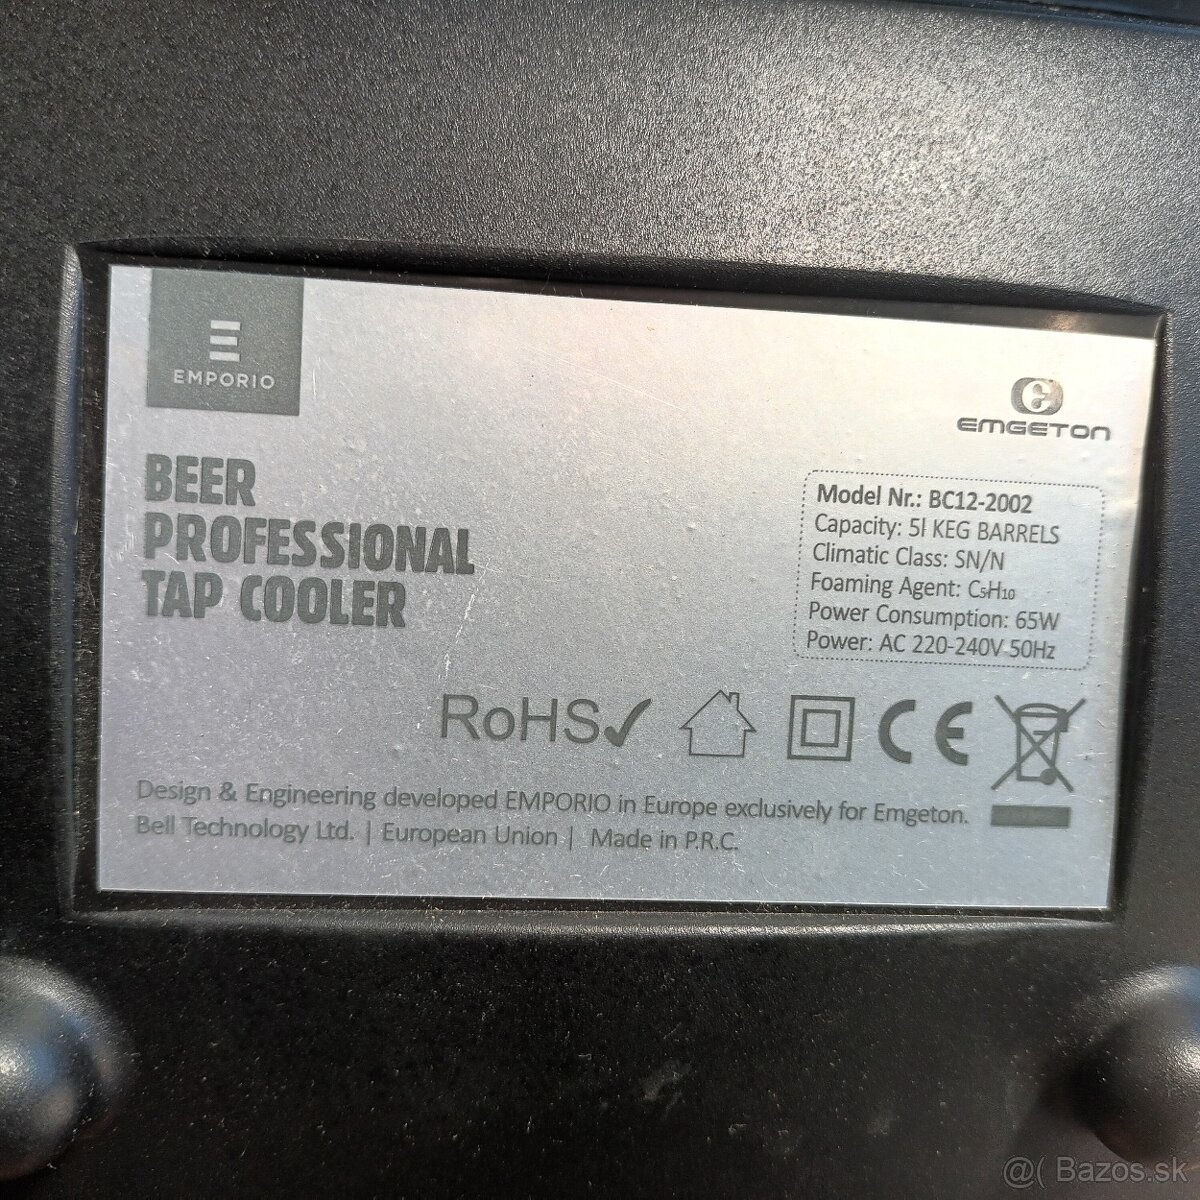 EMPORIO
EMGETON
BEER
PROFESSIONAL
TAP COOLER
Model Nr.: BC12-2002
Capacity: 5l KEG BARRELS
Climatic Class: SN/N
Foaming Agent: C₅H₁₀
Power Consumption: 65W
Power: AC 220-240V 50Hz
RoHS✓
CE
Design & Engineering developed EMPORIO in Europe exclusively for Emgeton.
Bell Technology Ltd. | European Union | Made in P.R.C.
@( Bazos.sk